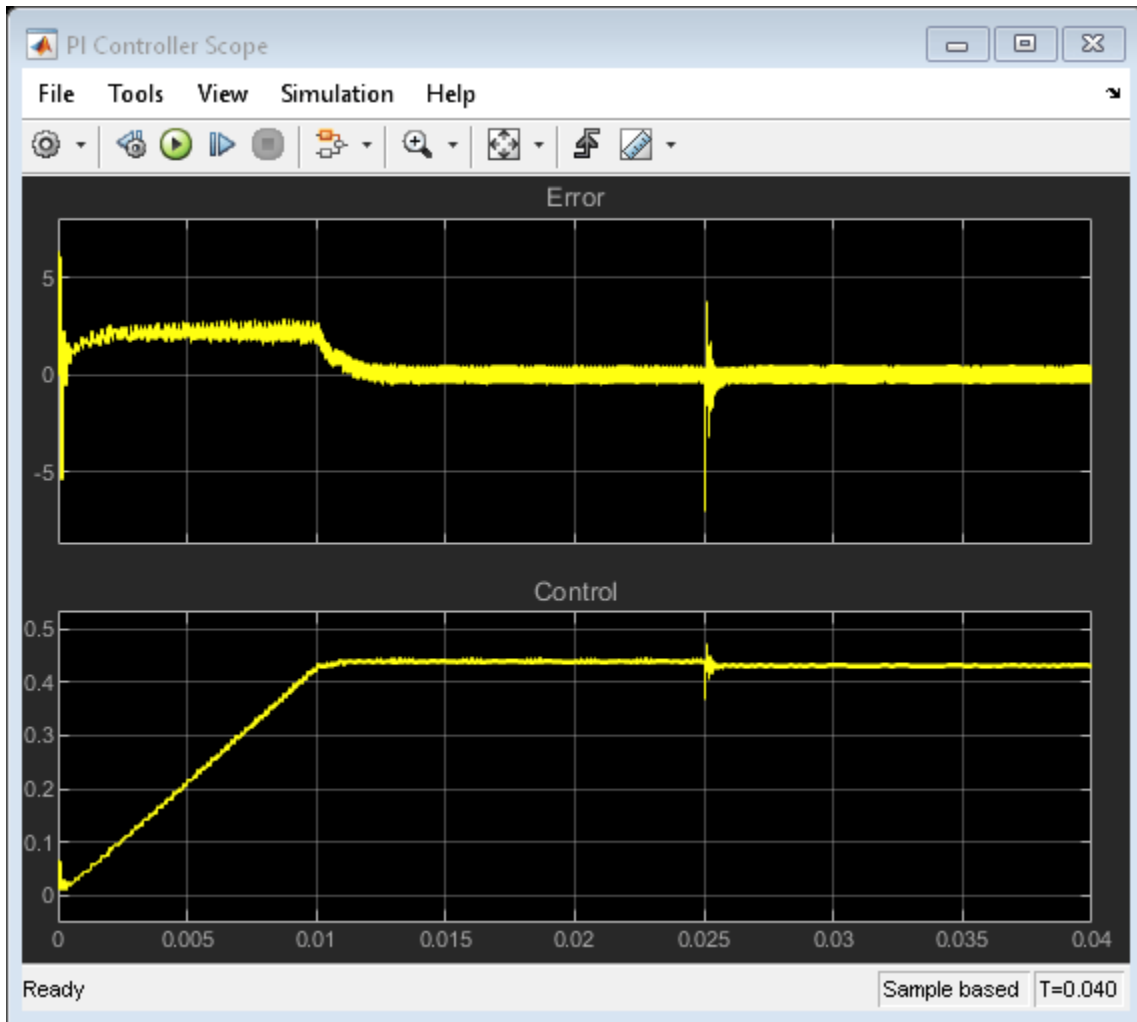 PI Controller Scope
File Tools View Simulation Help
Error
5
0
-5
Control
0.5
0.4
0.3
0.2
0.1
0
0 0.005 0.01 0.015 0.02 0.025 0.03 0.035 0.04
Ready Sample based T=0.040